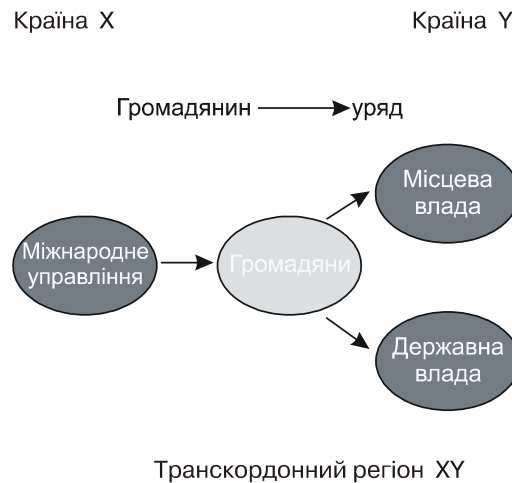 Країна X
Країна Y
Громадянин
уряд
Місцева
влада
Міжнародне
управління
Громадяни
Державна
влада
Транскордонний регіон XY